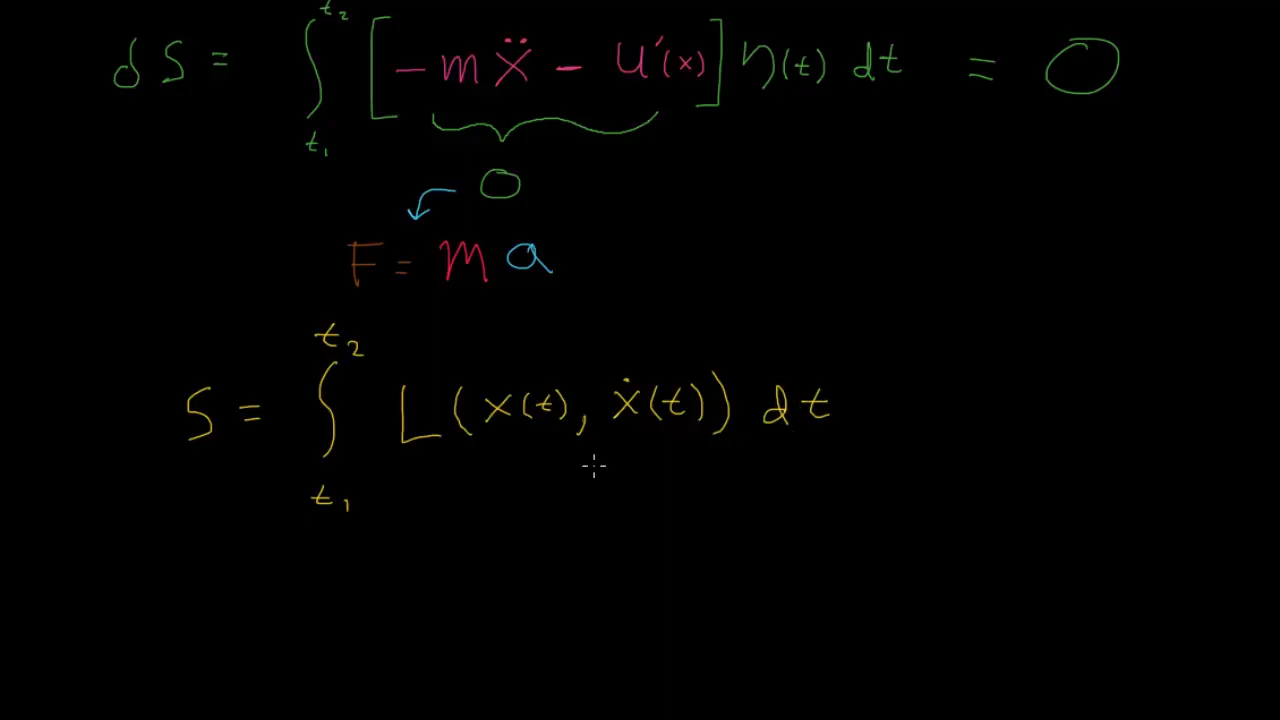 δS = ∫_{t₁}^{t₂} [-mẍ - U'(x)] η(t) dt = 0
0
F = ma
S = ∫_{t₁}^{t₂} L(x(t), ẋ(t)) dt